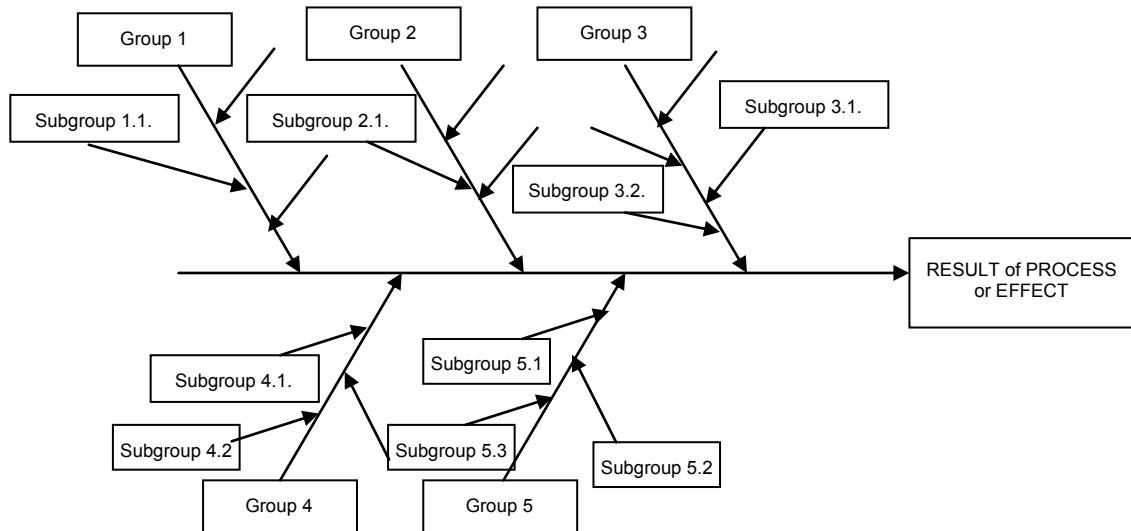 Group 1
Group 2
Group 3
Subgroup 1.1.
Subgroup 2.1.
Subgroup 3.1.
Subgroup 3.2.
RESULT of PROCESS
or EFFECT
Subgroup 4.1.
Subgroup 5.1
Subgroup 4.2
Subgroup 5.3
Subgroup 5.2
Group 4
Group 5